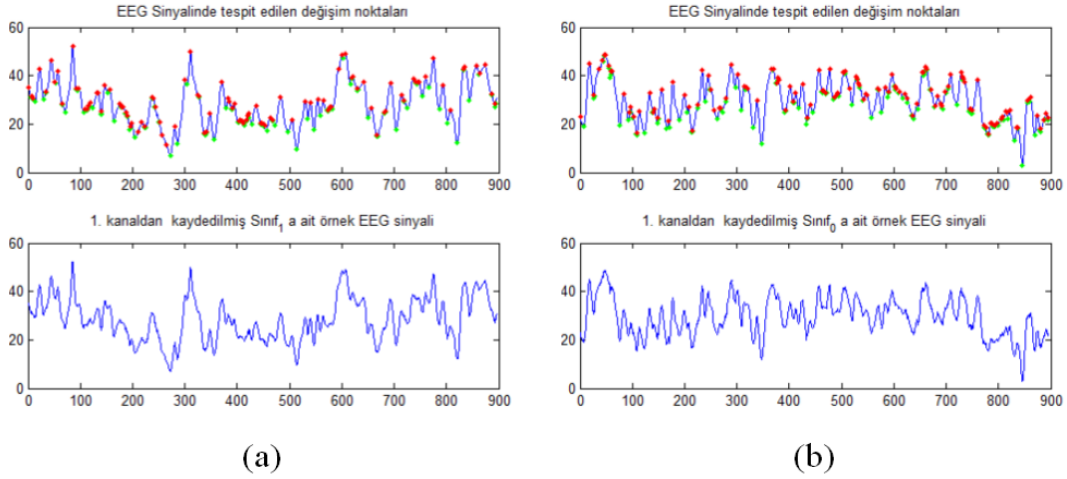 EEG Sinyalinde tespit edilen değişim noktaları
60
40
20
0
0 100 200 300 400 500 600 700 800 900
1. kanaldan kaydedilmiş Sınıf₁ a ait örnek EEG sinyali
60
40
20
0
0 100 200 300 400 500 600 700 800 900
(a)
EEG Sinyalinde tespit edilen değişim noktaları
60
40
20
0
0 100 200 300 400 500 600 700 800 900
1. kanaldan kaydedilmiş Sınıf₀ a ait örnek EEG sinyali
60
40
20
0
0 100 200 300 400 500 600 700 800 900
(b)